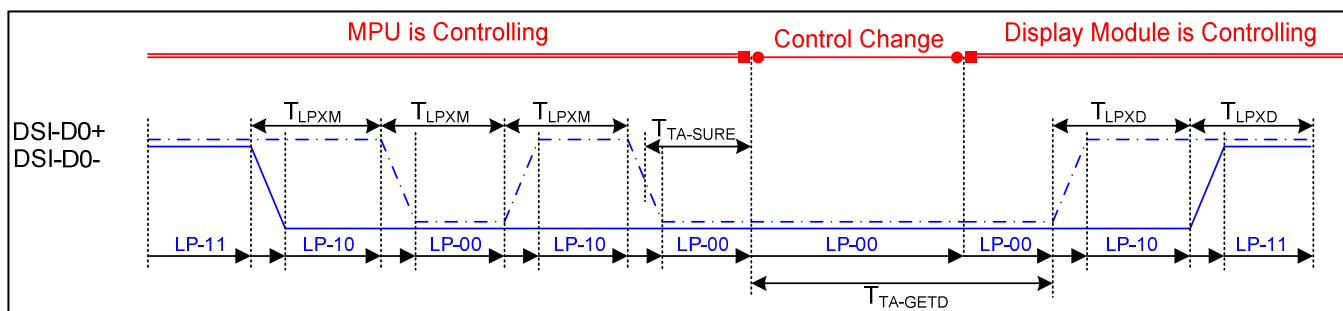 MPU is Controlling Control Change Display Module is Controlling
TLPXM TLPXM TLPXM TTA-SURE TLPXD TLPXD
DSI-D0+
DSI-D0-
LP-11 LP-10 LP-00 LP-10 LP-00 LP-00 LP-00 LP-10 LP-11
TTA-GETD